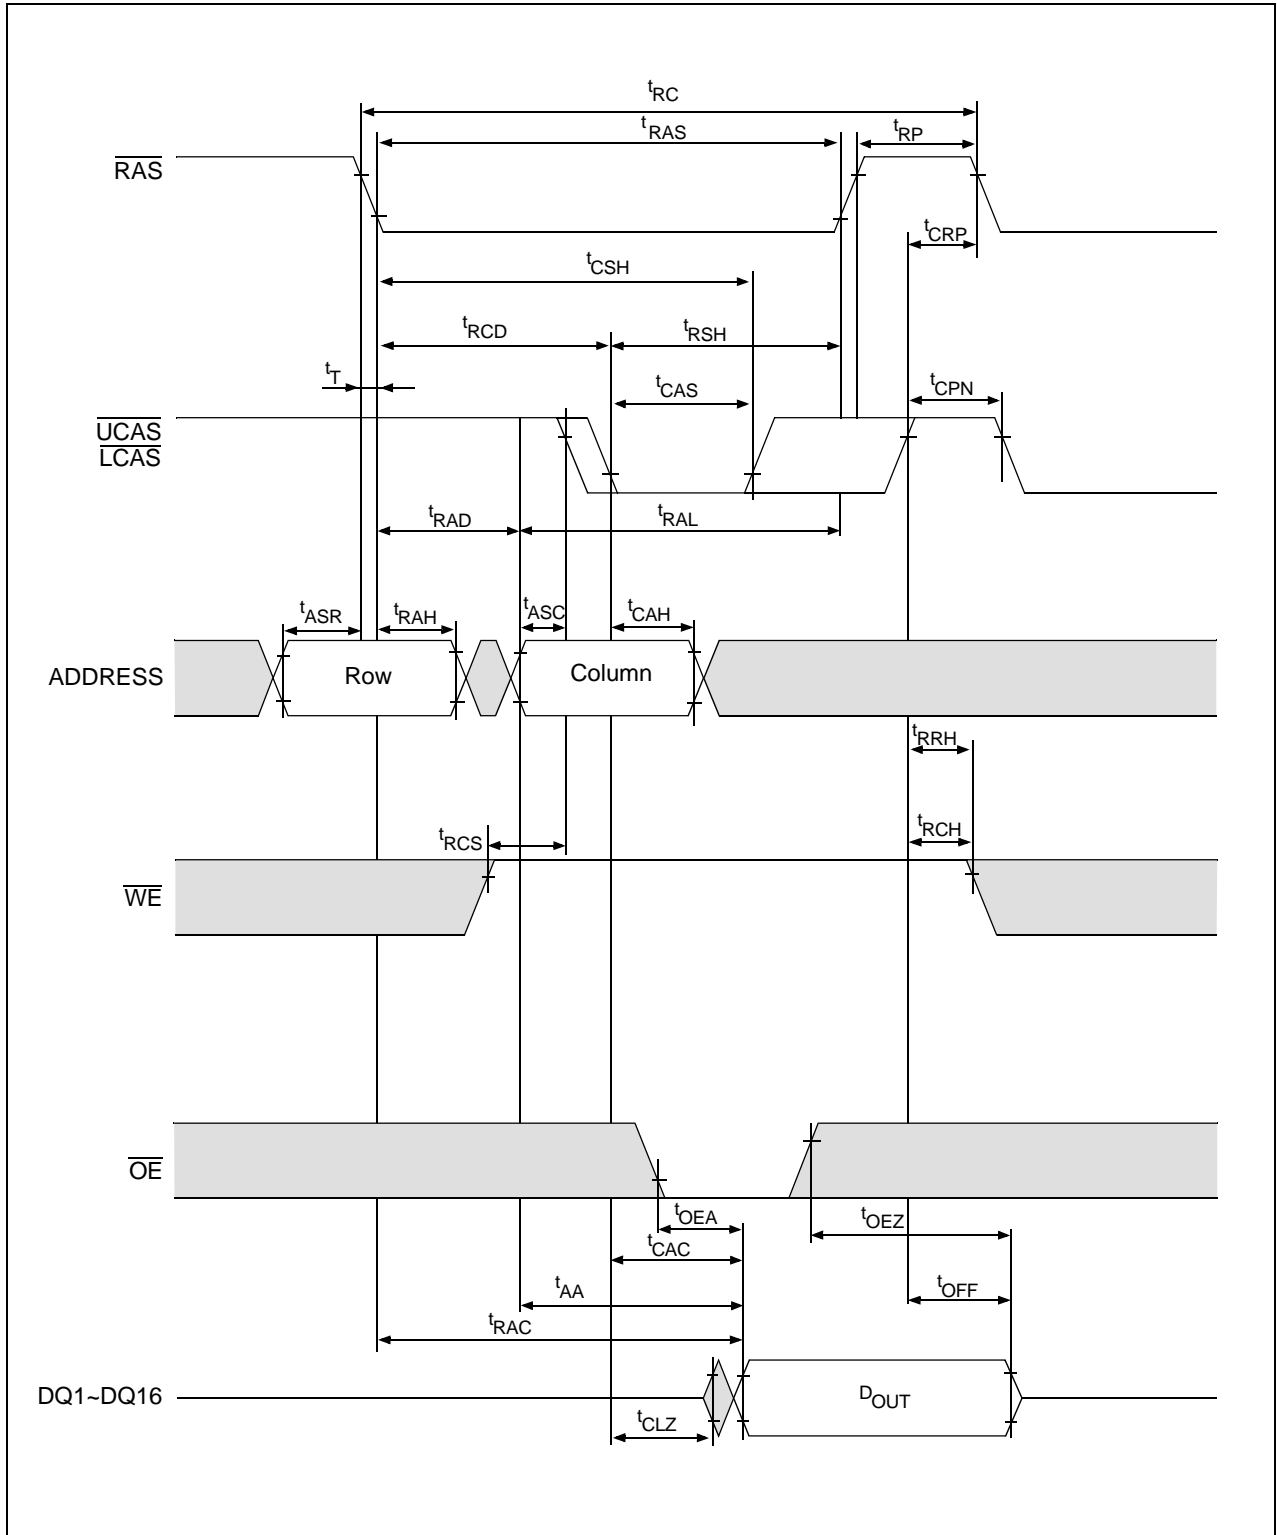 tRC
tRAS
tRP
RAS
tCRP
tCSH
tRCD
tRSH
tT
tCAS
tCPN
UCAS
LCAS
tRAD
tRAL
tASR
tRAH
tASC
tCAH
ADDRESS
Row
Column
tRRH
tRCS
tRCH
WE
OE
tOEA
tOEZ
tCAC
tAA
tOFF
tRAC
DQ1~DQ16
DOUT
tCLZ